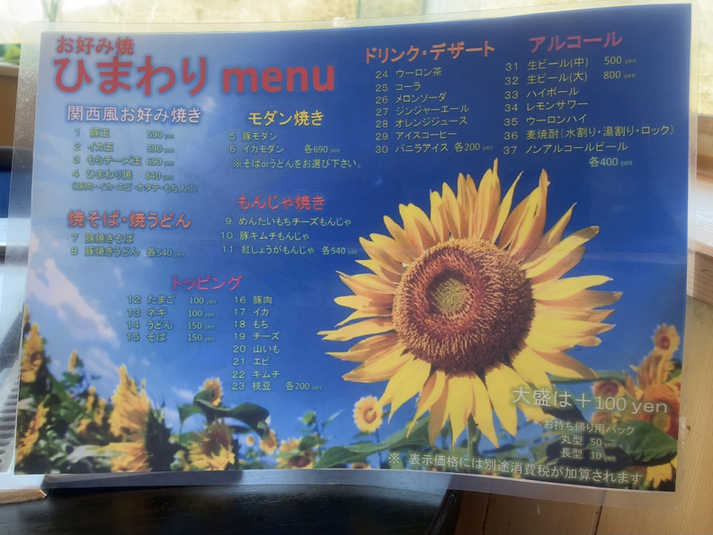 お好み焼
ひまわり menu
関西風お好み焼き
1 豚玉 590 yen
2 イカ玉 590 yen
3 もちチーズ玉 690 yen
4 ひまわり焼 840 yen
(豚肉・イカ・エビ・ホタテ・もち入り)
モダン焼き
5 豚モダン
6 イカモダン 各690 yen
※そばorうどんをお選び下さい。
焼そば・焼うどん
7 豚焼きそば
8 豚焼きうどん 各540 yen
もんじゃ焼き
9 めんたいもちチーズもんじゃ
10 豚キムチもんじゃ
11 紅しょうがもんじゃ 各540 yen
トッピング
12 たまご 100 yen
13 ネギ 100 yen
14 うどん 150 yen
15 そば 150 yen
16 豚肉
17 イカ
18 もち
19 チーズ
20 山いも
21 エビ
22 キムチ
23 枝豆 各200 yen
ドリンク・デザート
24 ウーロン茶
25 コーラ
26 メロンソーダ
27 ジンジャーエール
28 オレンジジュース
29 アイスコーヒー
30 バニラアイス 各200 yen
アルコール
31 生ビール(中) 500 yen
32 生ビール(大) 800 yen
33 ハイボール
34 レモンサワー
35 ウーロンハイ
36 麦焼酎(水割り・湯割り・ロック)
37 ノンアルコールビール
各400 yen
大盛は+100 yen
お持ち帰り用パック
丸型 50 yen
長型 10 yen
※ 表示価格には別途消費税が加算されます